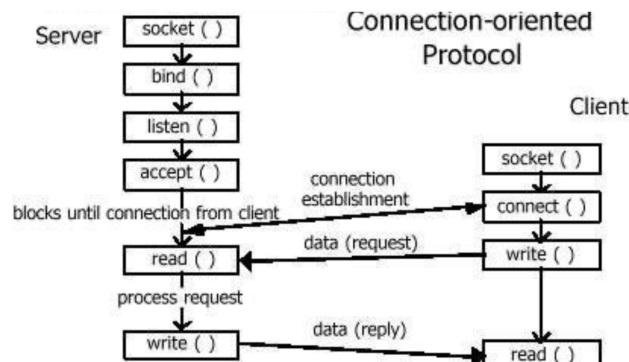 Server
socket ( )
Connection-oriented
Protocol
bind ( )
listen ( )
Client
accept ( )
socket ( )
connection
establishment
blocks until connection from client
connect ( )
data (request)
read ( )
write ( )
process request
data (reply)
write ( )
read ( )